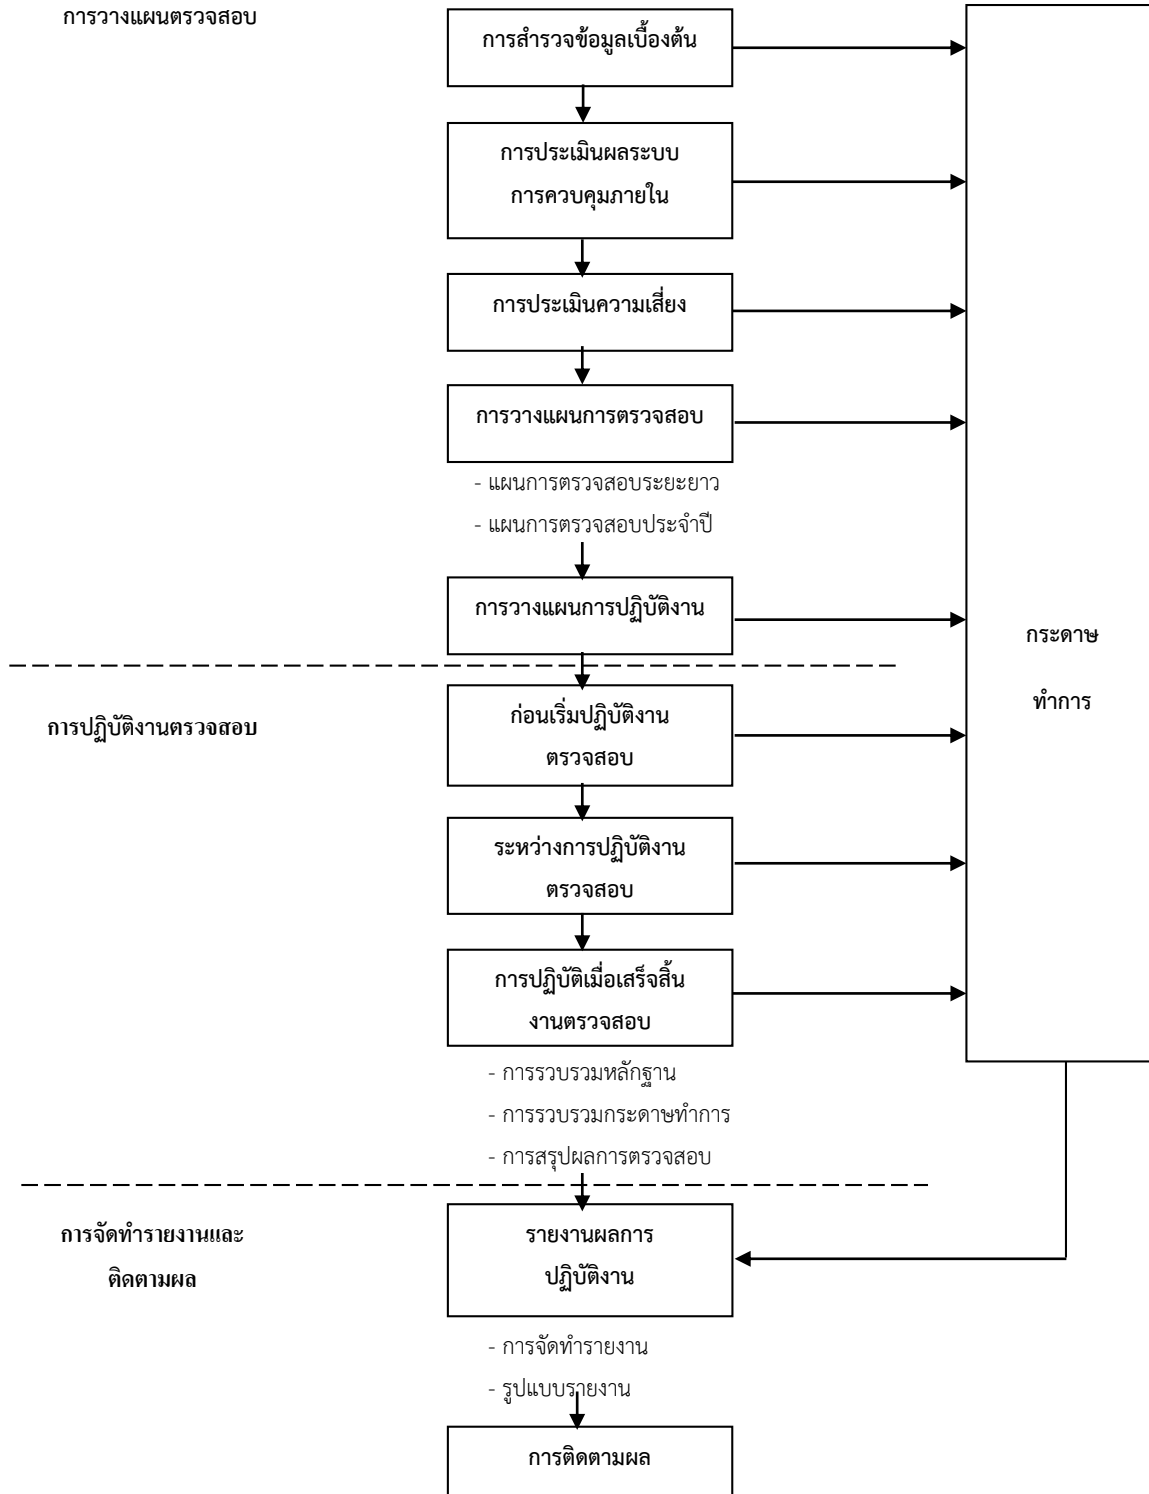 การวางแผนตรวจสอบ
การสำรวจข้อมูลเบื้องต้น
การประเมินผลระบบ
การควบคุมภายใน
การประเมินความเสี่ยง
การวางแผนการตรวจสอบ
- แผนการตรวจสอบระยะยาว
- แผนการตรวจสอบประจำปี
การวางแผนการปฏิบัติงาน
กระดาษ
ทำการ
การปฏิบัติงานตรวจสอบ
ก่อนเริ่มปฏิบัติงาน
ตรวจสอบ
ระหว่างการปฏิบัติงาน
ตรวจสอบ
การปฏิบัติเมื่อเสร็จสิ้น
งานตรวจสอบ
- การรวบรวมหลักฐาน
- การรวบรวมกระดาษทำการ
- การสรุปผลการตรวจสอบ
การจัดทำรายงานและ
ติดตามผล
รายงานผลการ
ปฏิบัติงาน
- การจัดทำรายงาน
- รูปแบบรายงาน
การติดตามผล